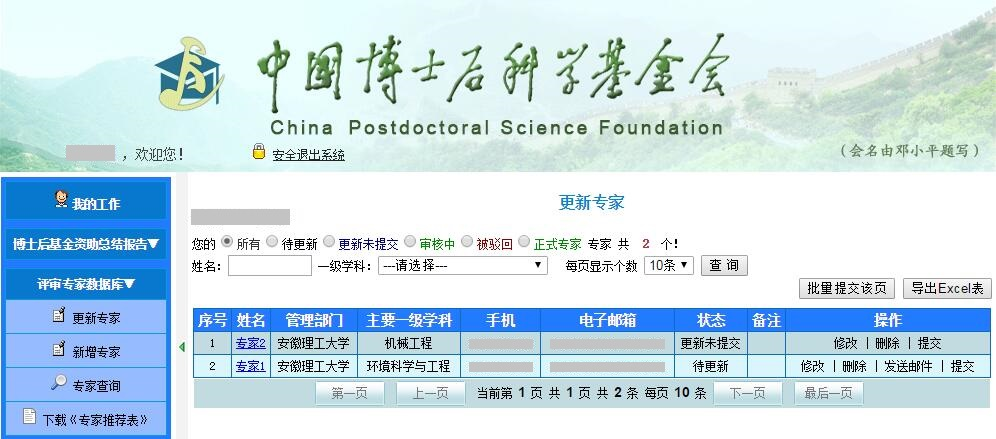 中国博士后科学基金会
China Postdoctoral Science Foundation
，欢迎您！ 安全退出系统 （会名由邓小平题写）
我的工作
博士后基金资助总结报告▼
评审专家数据库▼
更新专家
新增专家
专家查询
下载《专家推荐表》
更新专家
您的 所有 待更新 更新未提交 审核中 被驳回 正式专家 专家 共 2 个！
姓名： 一级学科： ---请选择--- 每页显示个数 10条 查 询
批量提交该页 导出Excel表
序号 姓名 管理部门 主要一级学科 手机 电子邮箱 状态 备注 操作
1 专家2 安徽理工大学 机械工程 更新未提交 修改 | 删除 | 提交
2 专家1 安徽理工大学 环境科学与工程 待更新 修改 | 删除 | 发送邮件 | 提交
第一页 上一页 当前第 1 页 共 1 页 共 2 条 每页 10 条 下一页 最后一页